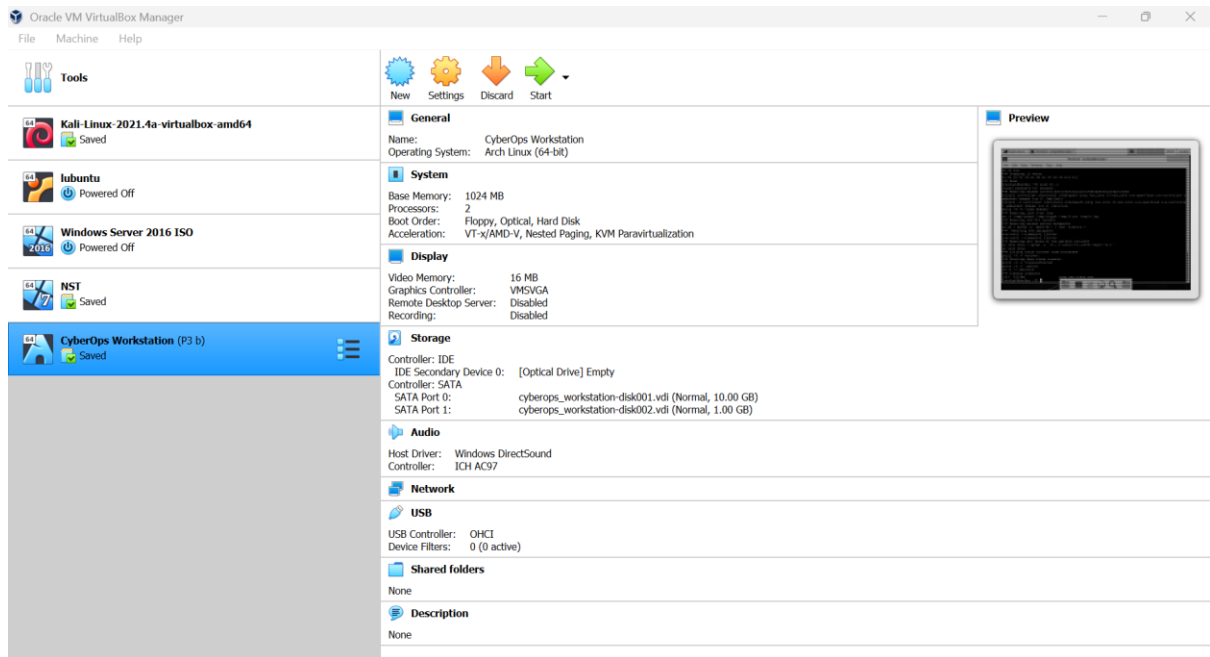 Oracle VM VirtualBox Manager
File Machine Help
Tools
64 Kali-Linux-2021.4a-virtualbox-amd64
Saved
64 lubuntu
Powered Off
64 2016 Windows Server 2016 ISO
Powered Off
64 7 NST
Saved
64 CyberOps Workstation (P3 b)
Saved
New Settings Discard Start
General
Name: CyberOps Workstation
Operating System: Arch Linux (64-bit)
System
Base Memory: 1024 MB
Processors: 2
Boot Order: Floppy, Optical, Hard Disk
Acceleration: VT-x/AMD-V, Nested Paging, KVM Paravirtualization
Display
Video Memory: 16 MB
Graphics Controller: VMSVGA
Remote Desktop Server: Disabled
Recording: Disabled
Storage
Controller: IDE
IDE Secondary Device 0: [Optical Drive] Empty
Controller: SATA
SATA Port 0: cyberops_workstation-disk001.vdi (Normal, 10.00 GB)
SATA Port 1: cyberops_workstation-disk002.vdi (Normal, 1.00 GB)
Audio
Host Driver: Windows DirectSound
Controller: ICH AC97
Network
USB
USB Controller: OHCI
Device Filters: 0 (0 active)
Shared folders
None
Description
None
Preview